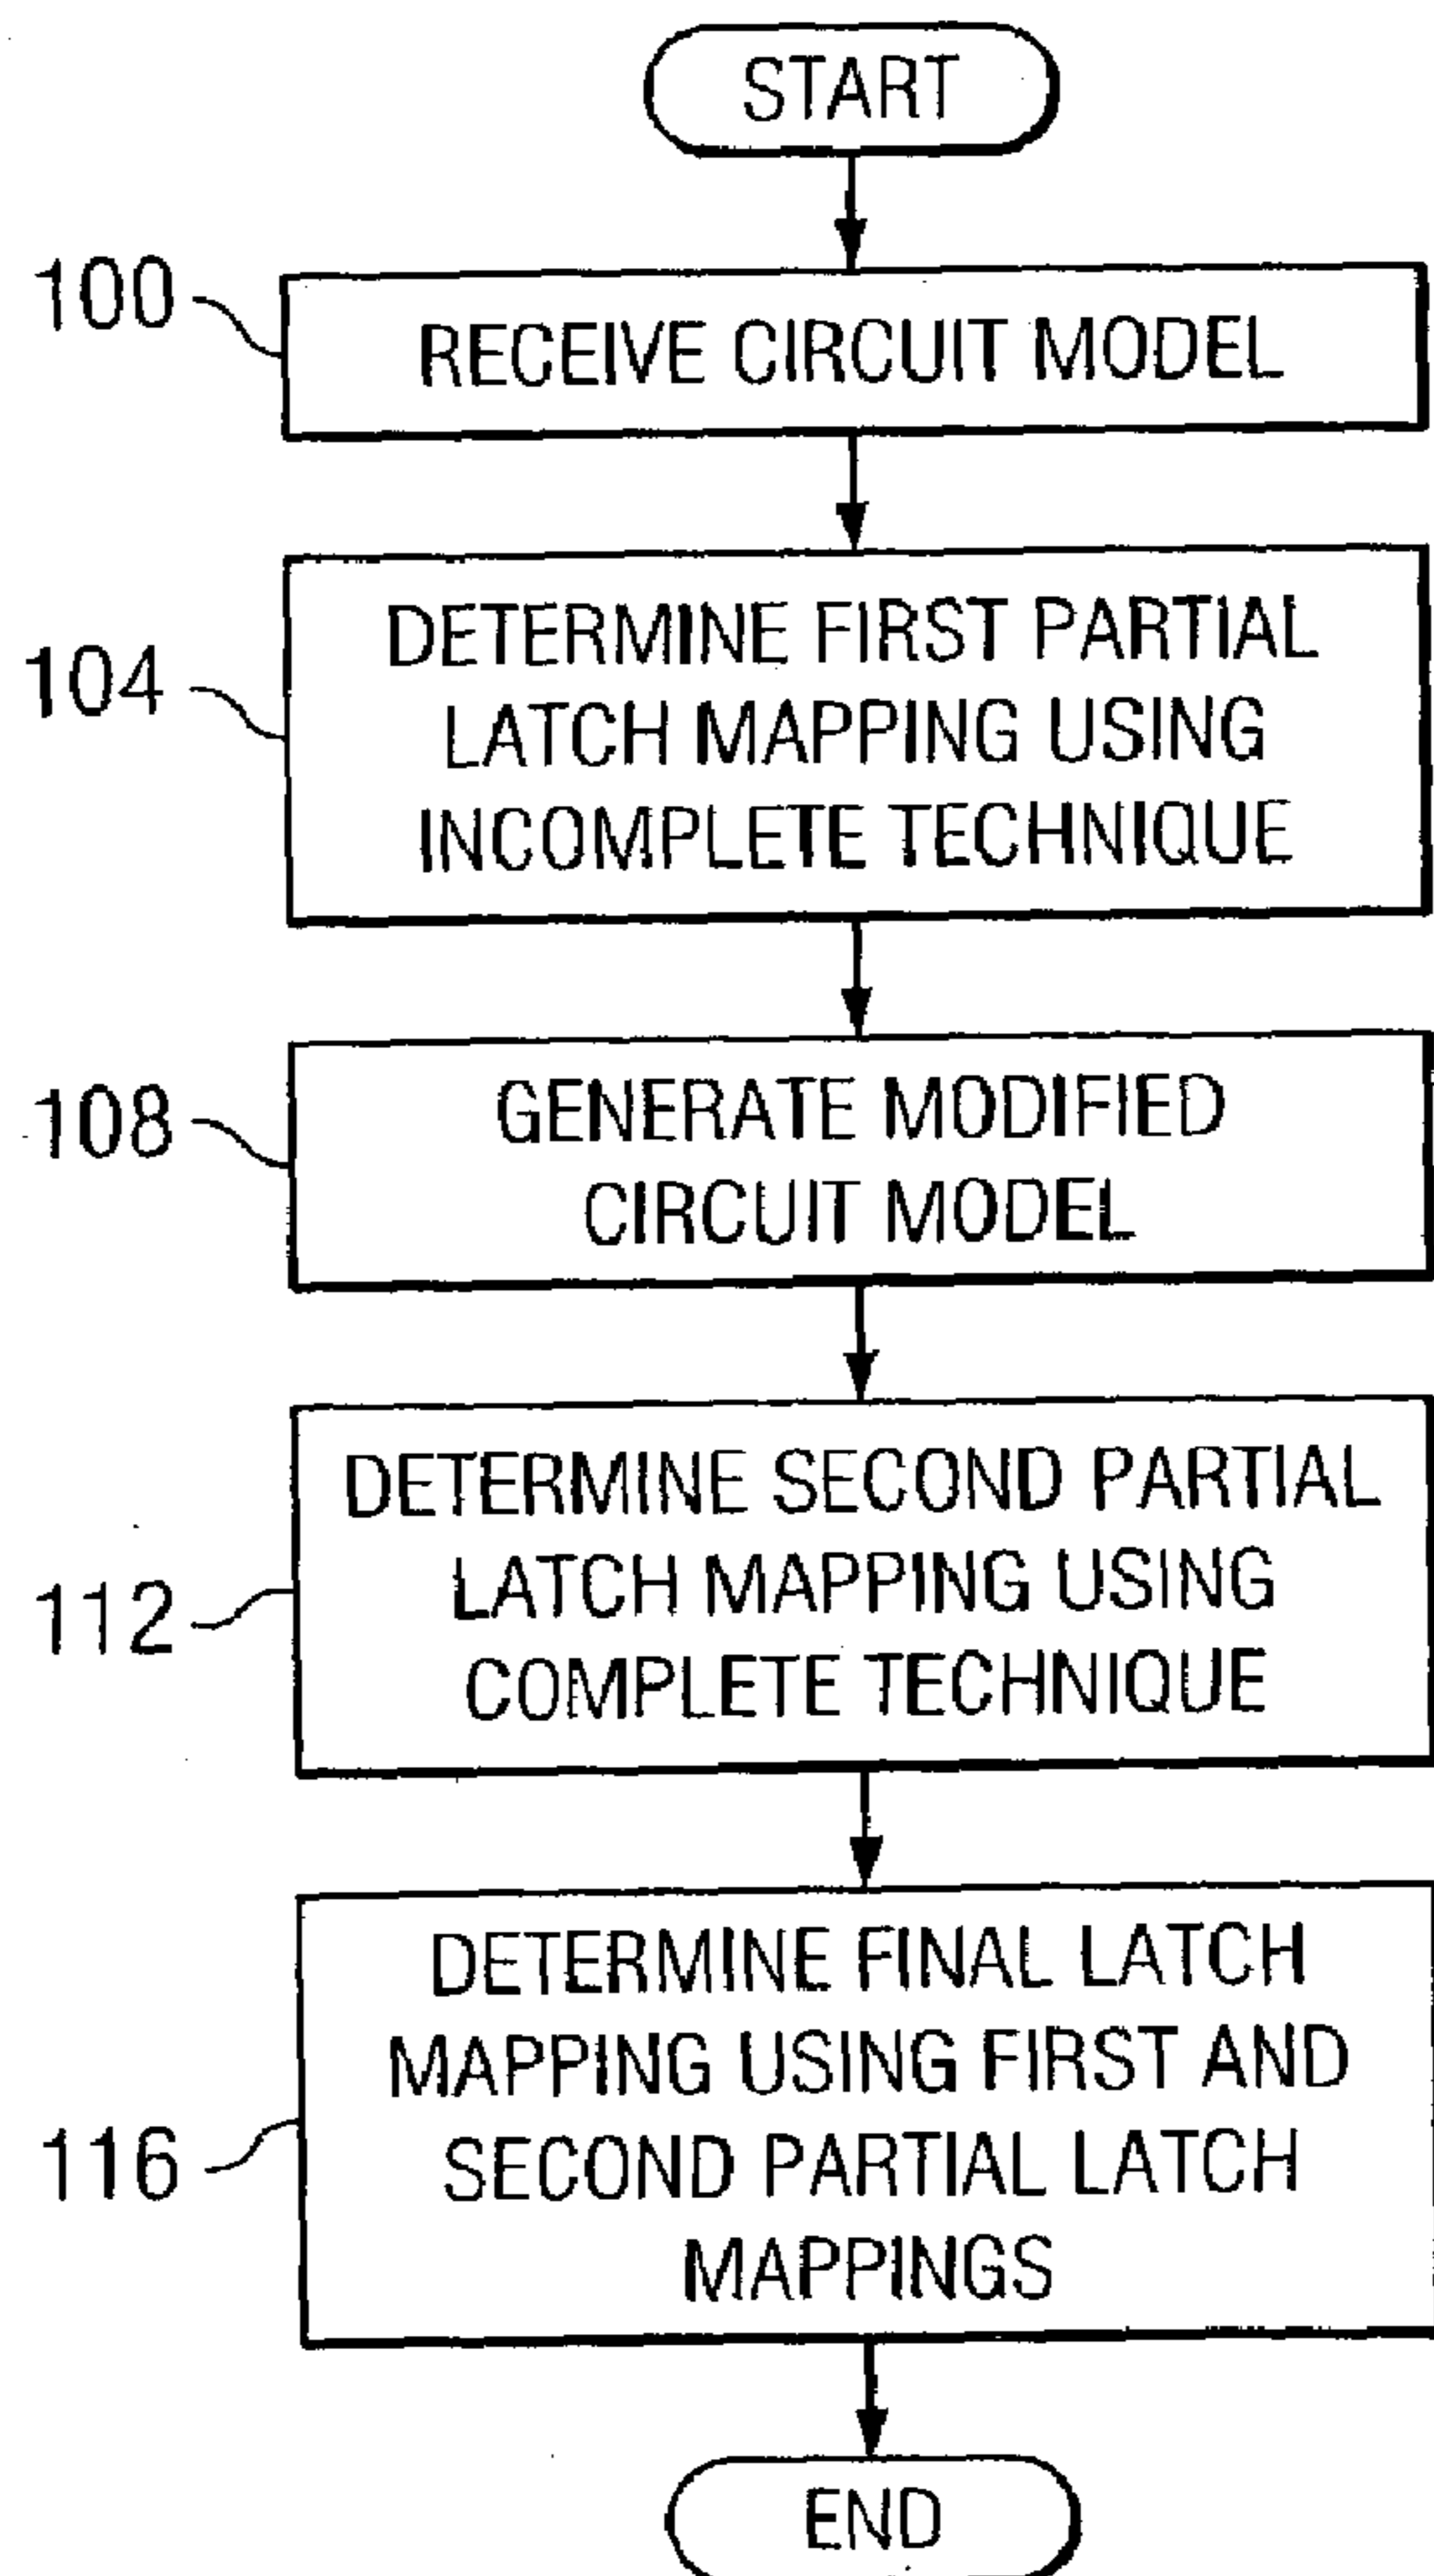 START
100
RECEIVE CIRCUIT MODEL
104
DETERMINE FIRST PARTIAL
LATCH MAPPING USING
INCOMPLETE TECHNIQUE
108
GENERATE MODIFIED
CIRCUIT MODEL
112
DETERMINE SECOND PARTIAL
LATCH MAPPING USING
COMPLETE TECHNIQUE
116
DETERMINE FINAL LATCH
MAPPING USING FIRST AND
SECOND PARTIAL LATCH
MAPPINGS
END